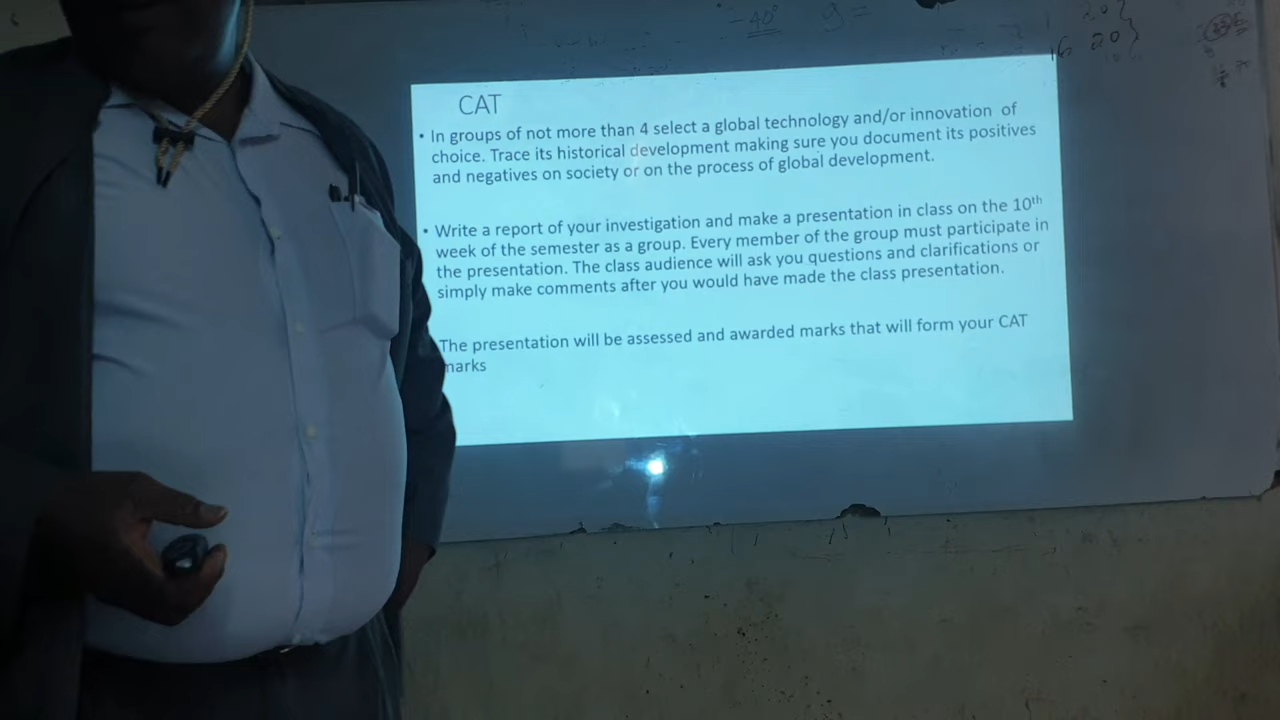 -40° y =
20
16 20
CAT
• In groups of not more than 4 select a global technology and/or innovation of
choice. Trace its historical development making sure you document its positives
and negatives on society or on the process of global development.
• Write a report of your investigation and make a presentation in class on the 10th
week of the semester as a group. Every member of the group must participate in
the presentation. The class audience will ask you questions and clarifications or
simply make comments after you would have made the class presentation.
The presentation will be assessed and awarded marks that will form your CAT
marks